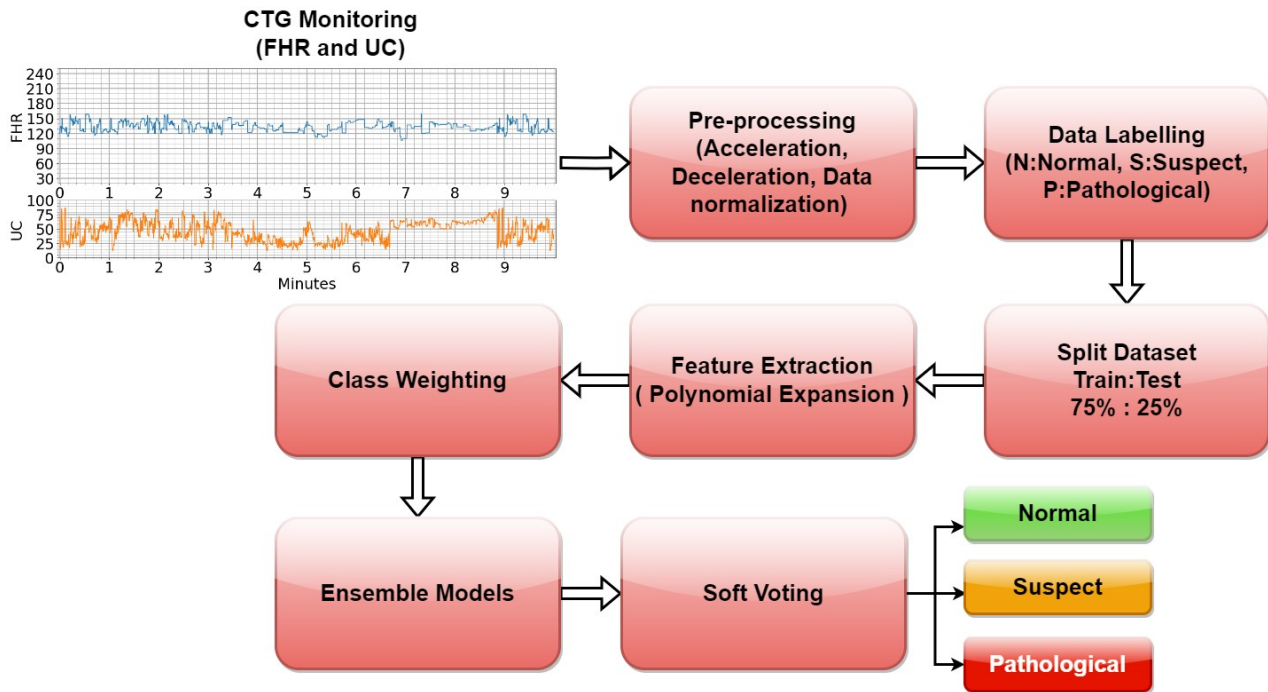 CTG Monitoring
(FHR and UC)
FHR
240
210
180
150
120
90
60
30
0 1 2 3 4 5 6 7 8 9
UC
100
75
50
25
0
0 1 2 3 4 5 6 7 8 9
Minutes
Pre-processing
(Acceleration,
Deceleration, Data
normalization)
Data Labelling
(N:Normal, S:Suspect,
P:Pathological)
Split Dataset
Train:Test
75% : 25%
Feature Extraction
( Polynomial Expansion )
Class Weighting
Ensemble Models
Soft Voting
Normal
Suspect
Pathological